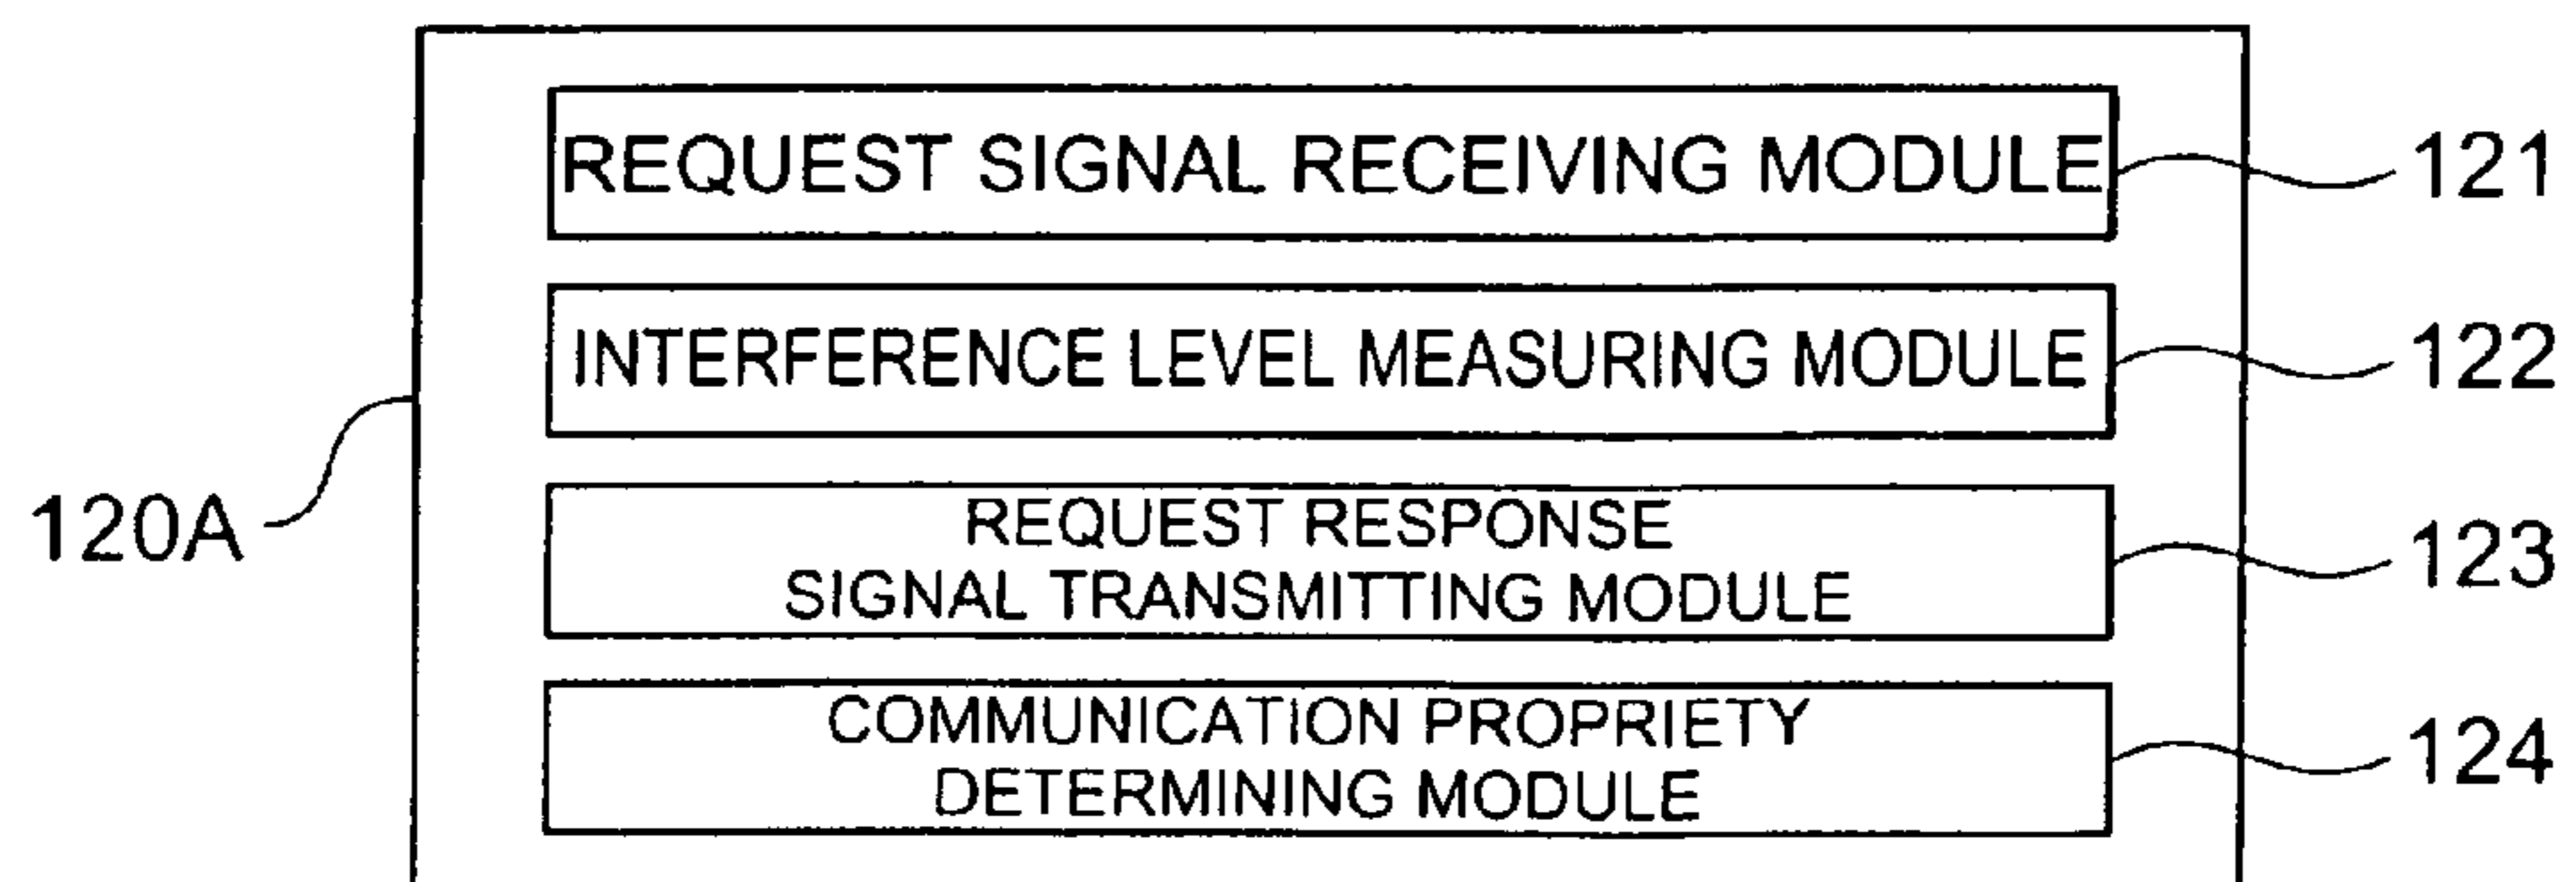 REQUEST SIGNAL RECEIVING MODULE
121
INTERFERENCE LEVEL MEASURING MODULE
122
120A
REQUEST RESPONSE
SIGNAL TRANSMITTING MODULE
123
COMMUNICATION PROPRIETY
DETERMINING MODULE
124